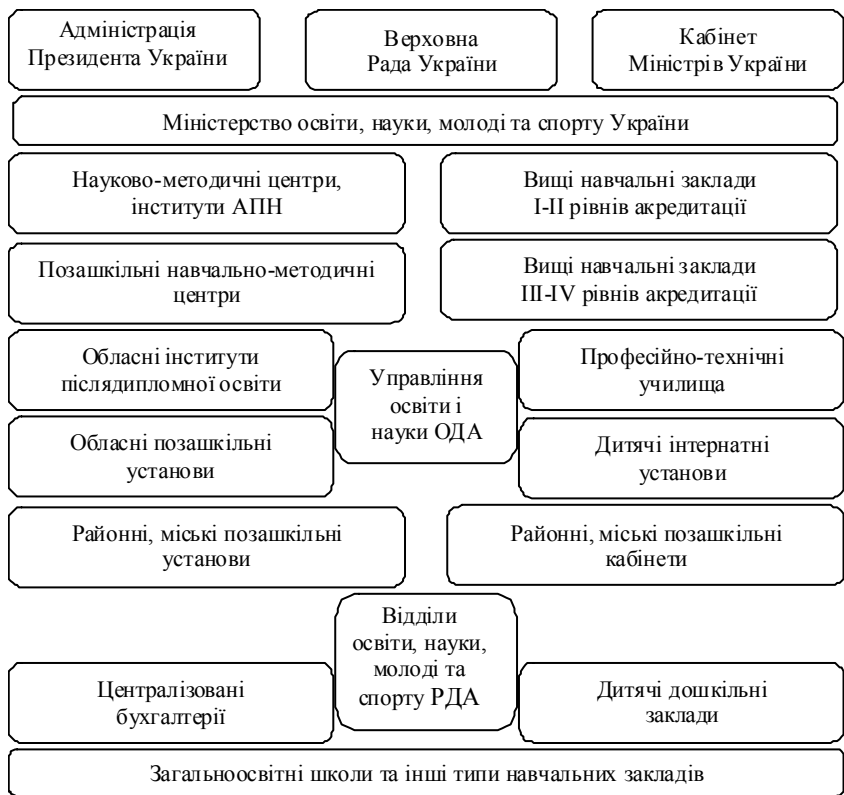 Адміністрація
Президента України
Верховна
Рада України
Кабінет
Міністрів України
Міністерство освіти, науки, молоді та спорту України
Науково-методичні центри,
інститути АПН
Вищі навчальні заклади
І-ІІ рівнів акредитації
Позашкільні навчально-методичні
центри
Вищі навчальні заклади
ІІІ-IV рівнів акредитації
Обласні інститути
післядипломної освіти
Управління
освіти і
науки ОДА
Професійно-технічні
училища
Обласні позашкільні
установи
Дитячі інтернатні
установи
Районні, міські позашкільні
установи
Районні, міські позашкільні
кабінети
Відділи
освіти, науки,
молоді та
спорту РДА
Централізовані
бухгалтерії
Дитячі дошкільні
заклади
Загальноосвітні школи та інші типи навчальних закладів